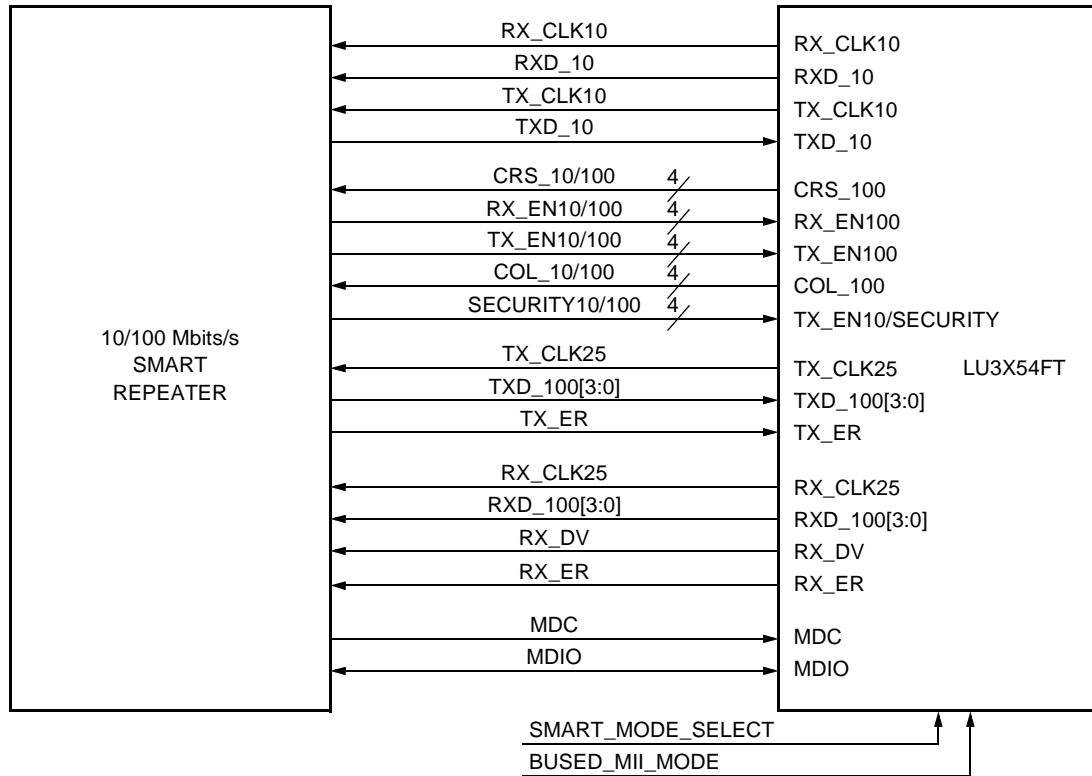 RX_CLK10
RX_CLK10
RXD_10
RXD_10
TX_CLK10
TX_CLK10
TXD_10
TXD_10
CRS_10/100 4
CRS_100
RX_EN10/100 4
RX_EN100
TX_EN10/100 4
TX_EN100
COL_10/100 4
COL_100
SECURITY10/100 4
TX_EN10/SECURITY
10/100 Mbits/s
SMART
REPEATER
TX_CLK25
TX_CLK25
LU3X54FT
TXD_100[3:0]
TXD_100[3:0]
TX_ER
TX_ER
RX_CLK25
RX_CLK25
RXD_100[3:0]
RXD_100[3:0]
RX_DV
RX_DV
RX_ER
RX_ER
MDC
MDC
MDIO
MDIO
SMART_MODE_SELECT
BUSED_MII_MODE